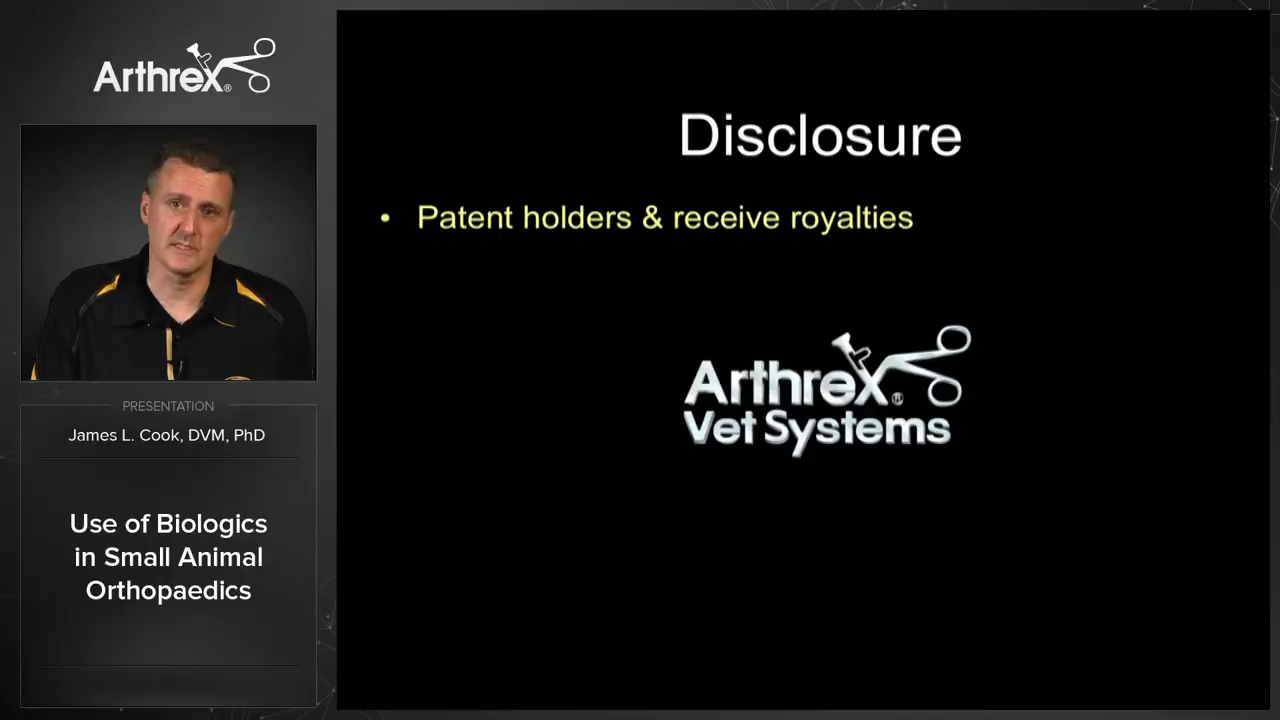 Arthrex®
PRESENTATION
James L. Cook, DVM, PhD
Use of Biologics
in Small Animal
Orthopaedics
Disclosure
• Patent holders & receive royalties
Arthrex®
Vet Systems